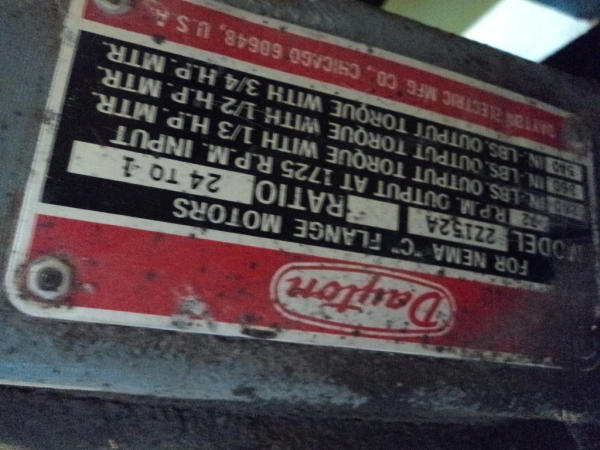 Dayton
FOR NEMA "C" FLANGE MOTORS
MODEL 2Z152A RATIO 24 TO 1
R.P.M. OUTPUT AT 1725 R.P.M. INPUT
IN.-LBS. OUTPUT TORQUE WITH 1/3 H.P. MTR.
IN.-LBS. OUTPUT TORQUE WITH 1/2 H.P. MTR.
IN.-LBS. OUTPUT TORQUE WITH 3/4 H.P. MTR.
DAYTON ELECTRIC MFG CO., CHICAGO 60648, U.S.A.